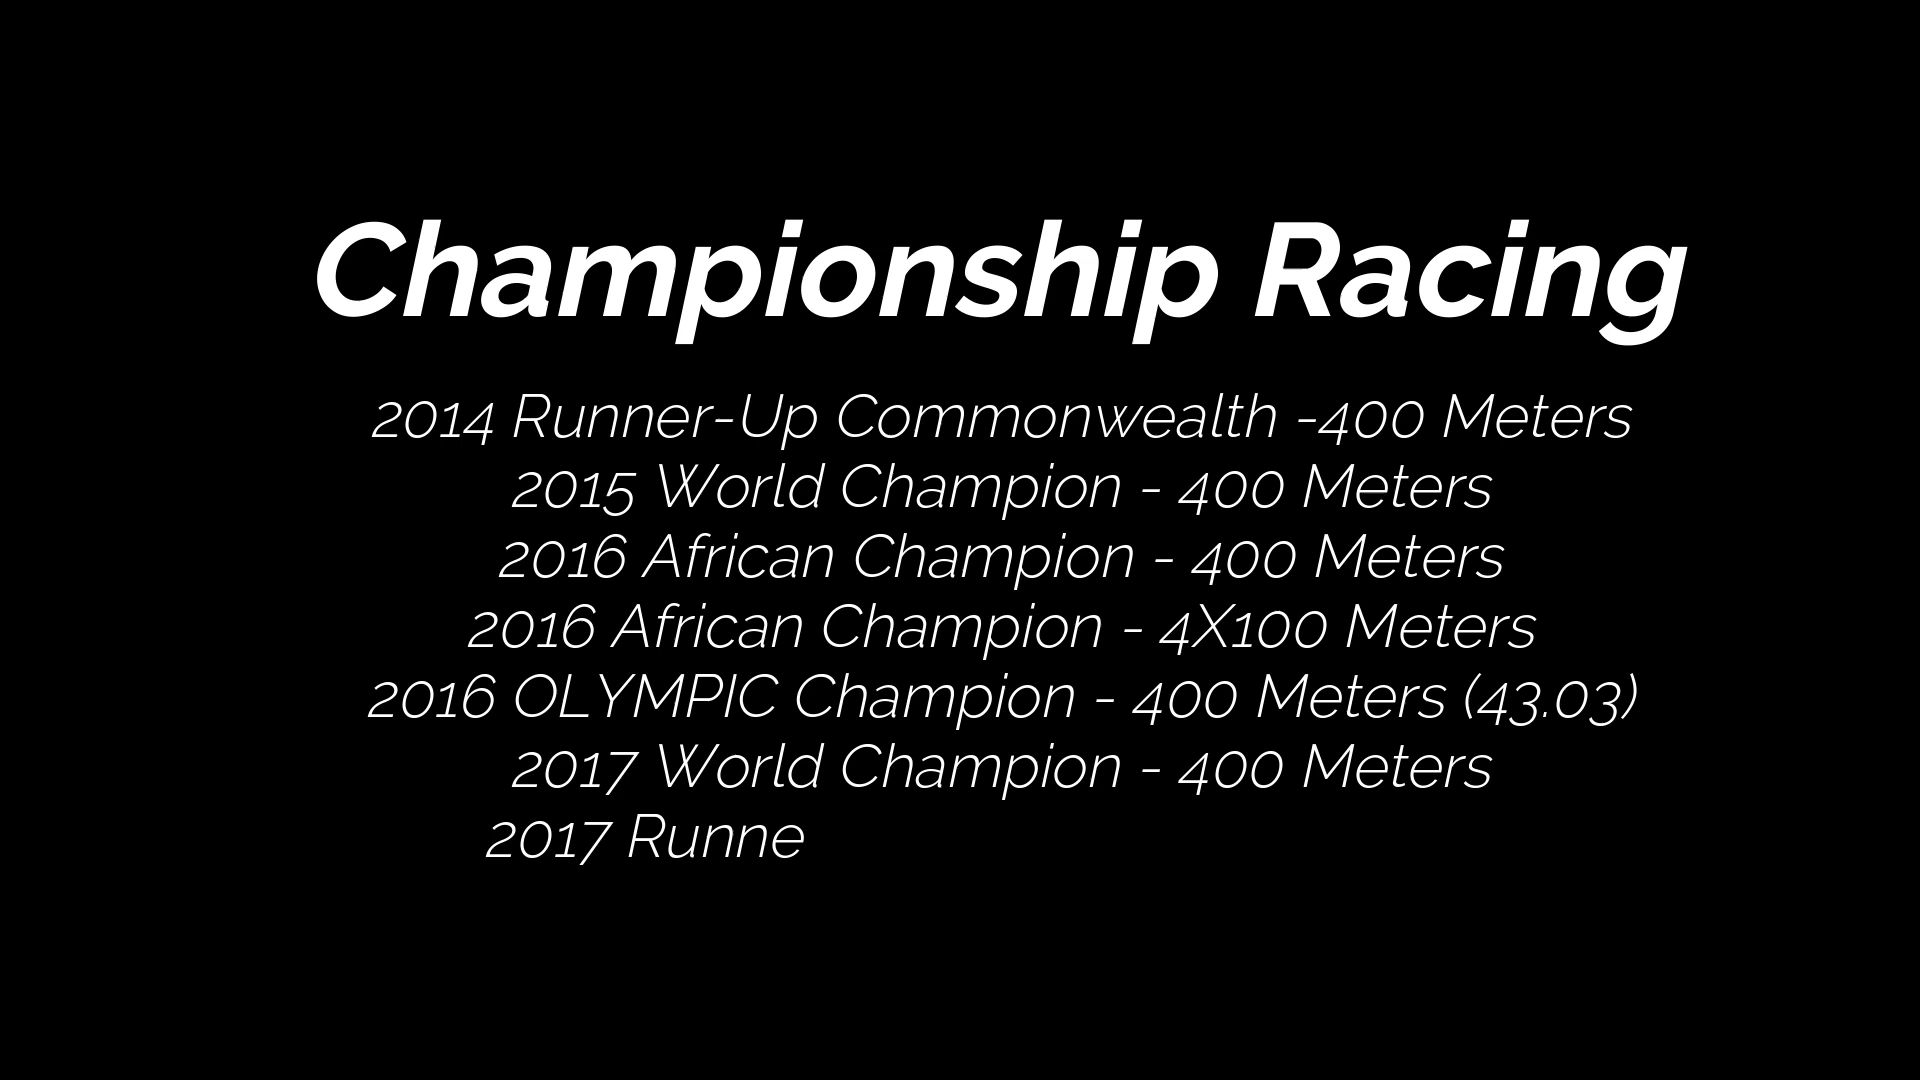 Championship Racing
2014 Runner-Up Commonwealth -400 Meters
2015 World Champion - 400 Meters
2016 African Champion - 400 Meters
2016 African Champion - 4X100 Meters
2016 OLYMPIC Champion - 400 Meters (43.03)
2017 World Champion - 400 Meters
2017 Runne